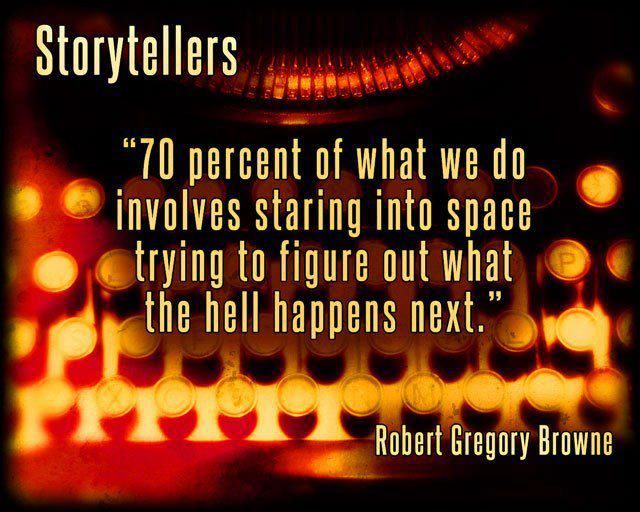 Storytellers
“70 percent of what we do
involves staring into space
trying to figure out what
the hell happens next.”
P
L
X C V N M
Robert Gregory Browne